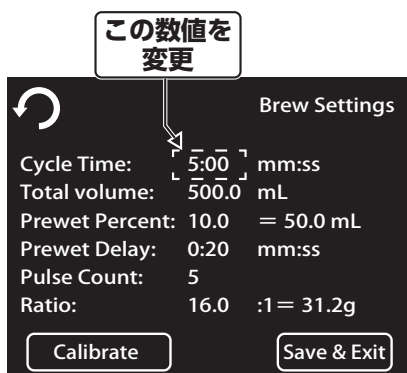 この数値を
変更
Brew Settings
Cycle Time: 5:00 mm:ss
Total volume: 500.0 mL
Prewet Percent: 10.0 = 50.0 mL
Prewet Delay: 0:20 mm:ss
Pulse Count: 5
Ratio: 16.0 :1= 31.2g
Calibrate Save & Exit